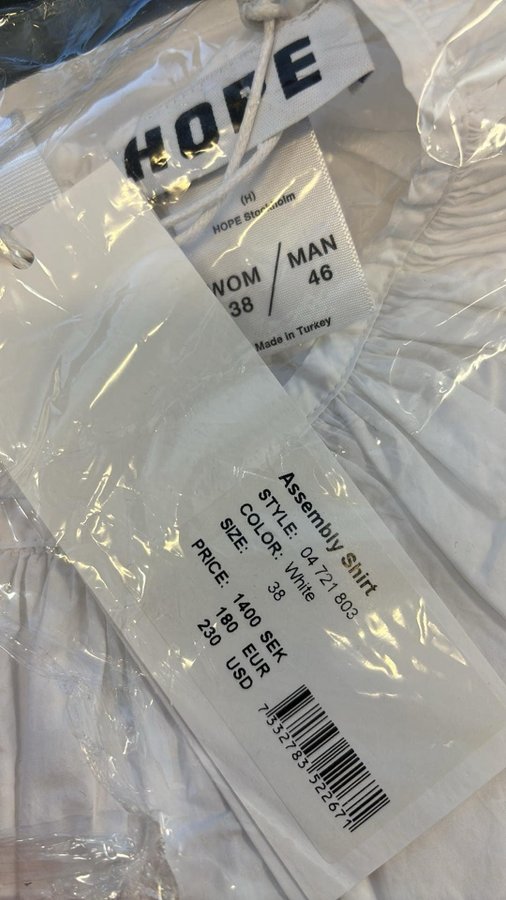 HOPE
(H)
HOPE Stockholm
WOM / MAN
38 / 46
Made in Turkey
Assembly Shirt
STYLE: 04 721 803
COLOR: White
SIZE: 38
PRICE: 1400 SEK
180 EUR
230 USD
7332783522671